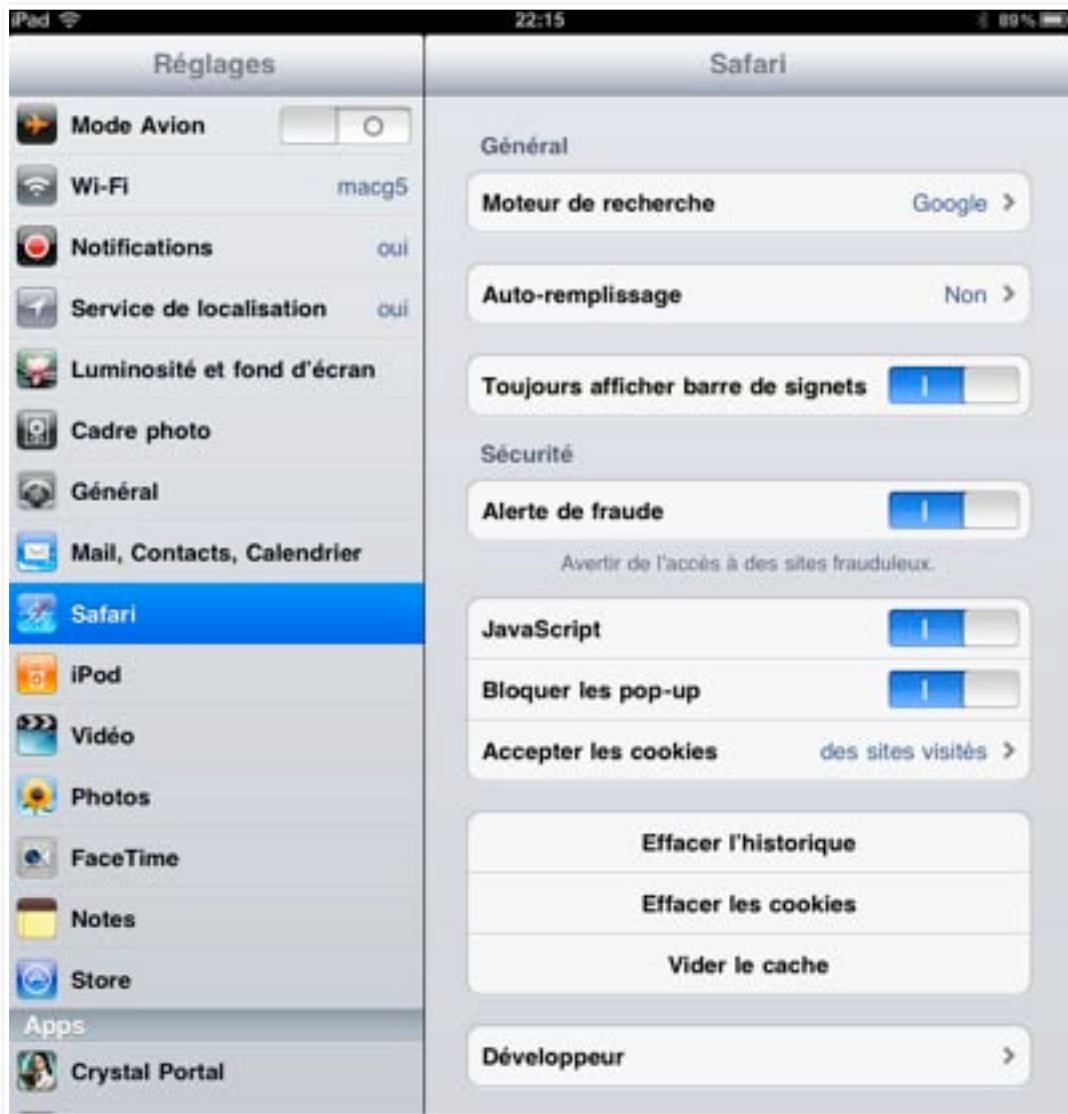 iPad 22:15 89 %
Réglages
Mode Avion
Wi-Fi macg5
Notifications oui
Service de localisation oui
Luminosité et fond d'écran
Cadre photo
Général
Mail, Contacts, Calendrier
Safari
iPod
Vidéo
Photos
FaceTime
Notes
Store
Apps
Crystal Portal
Safari
Général
Moteur de recherche Google >
Auto-remplissage Non >
Toujours afficher barre de signets
Sécurité
Alerte de fraude
Avertir de l'accès à des sites frauduleux.
JavaScript
Bloquer les pop-up
Accepter les cookies des sites visités >
Effacer l'historique
Effacer les cookies
Vider le cache
Développeur >